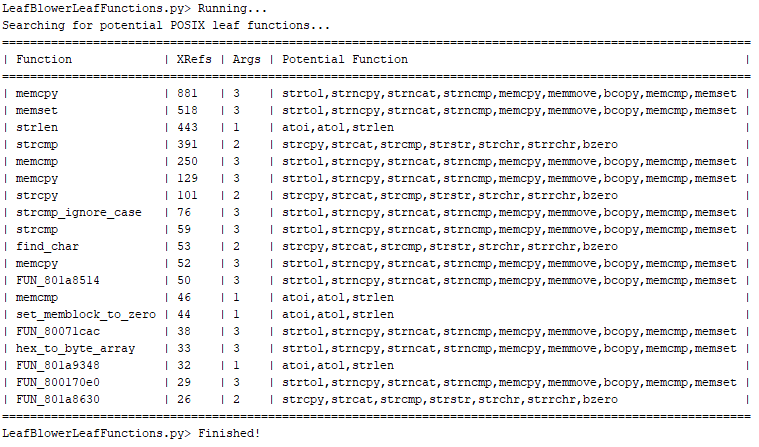 LeafBlowerLeafFunctions.py> Running...
Searching for potential POSIX leaf functions...
| Function | XRefs | Args | Potential Function |
| memcpy | 881 | 3 | strtol,strncpy,strncat,strncmp,memcpy,memmove,bcopy,memcmp,memset |
| memset | 518 | 3 | strtol,strncpy,strncat,strncmp,memcpy,memmove,bcopy,memcmp,memset |
| strlen | 443 | 1 | atoi,atol,strlen |
| strcmp | 391 | 2 | strcpy,strcat,strcmp,strstr,strchr,strrchr,bzero |
| memcmp | 250 | 3 | strtol,strncpy,strncat,strncmp,memcpy,memmove,bcopy,memcmp,memset |
| memcpy | 129 | 3 | strtol,strncpy,strncat,strncmp,memcpy,memmove,bcopy,memcmp,memset |
| strcpy | 101 | 2 | strcpy,strcat,strcmp,strstr,strchr,strrchr,bzero |
| strcmp_ignore_case | 76 | 3 | strtol,strncpy,strncat,strncmp,memcpy,memmove,bcopy,memcmp,memset |
| strcmp | 59 | 3 | strtol,strncpy,strncat,strncmp,memcpy,memmove,bcopy,memcmp,memset |
| find_char | 53 | 2 | strcpy,strcat,strcmp,strstr,strchr,strrchr,bzero |
| memcpy | 52 | 3 | strtol,strncpy,strncat,strncmp,memcpy,memmove,bcopy,memcmp,memset |
| FUN_801a8514 | 50 | 3 | strtol,strncpy,strncat,strncmp,memcpy,memmove,bcopy,memcmp,memset |
| memcmp | 46 | 1 | atoi,atol,strlen |
| set_memblock_to_zero | 44 | 1 | atoi,atol,strlen |
| FUN_80071cac | 38 | 3 | strtol,strncpy,strncat,strncmp,memcpy,memmove,bcopy,memcmp,memset |
| hex_to_byte_array | 33 | 3 | strtol,strncpy,strncat,strncmp,memcpy,memmove,bcopy,memcmp,memset |
| FUN_801a9348 | 32 | 1 | atoi,atol,strlen |
| FUN_800170e0 | 29 | 3 | strtol,strncpy,strncat,strncmp,memcpy,memmove,bcopy,memcmp,memset |
| FUN_801a8630 | 26 | 2 | strcpy,strcat,strcmp,strstr,strchr,strrchr,bzero |
LeafBlowerLeafFunctions.py> Finished!